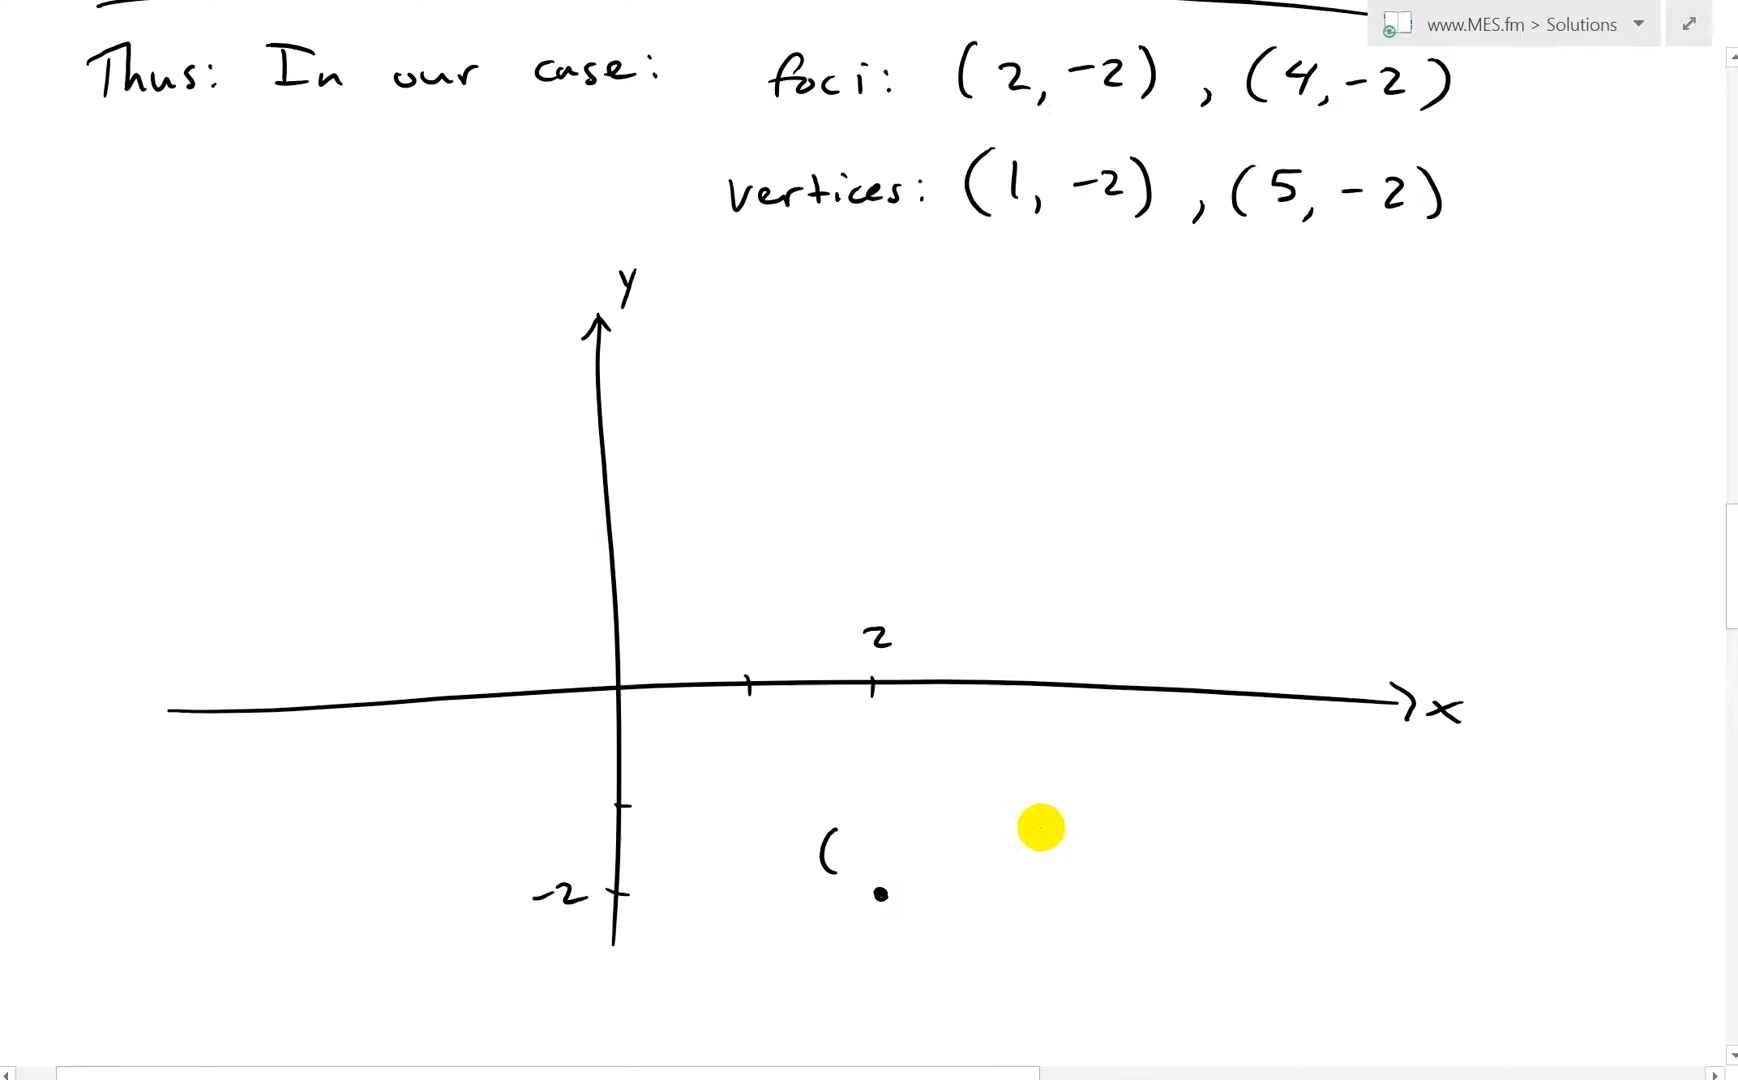 www.MES.fm > Solutions
Thus: In our case: foci: (2, -2), (4, -2)
vertices: (1, -2), (5, -2)
y
2
x
(
-2